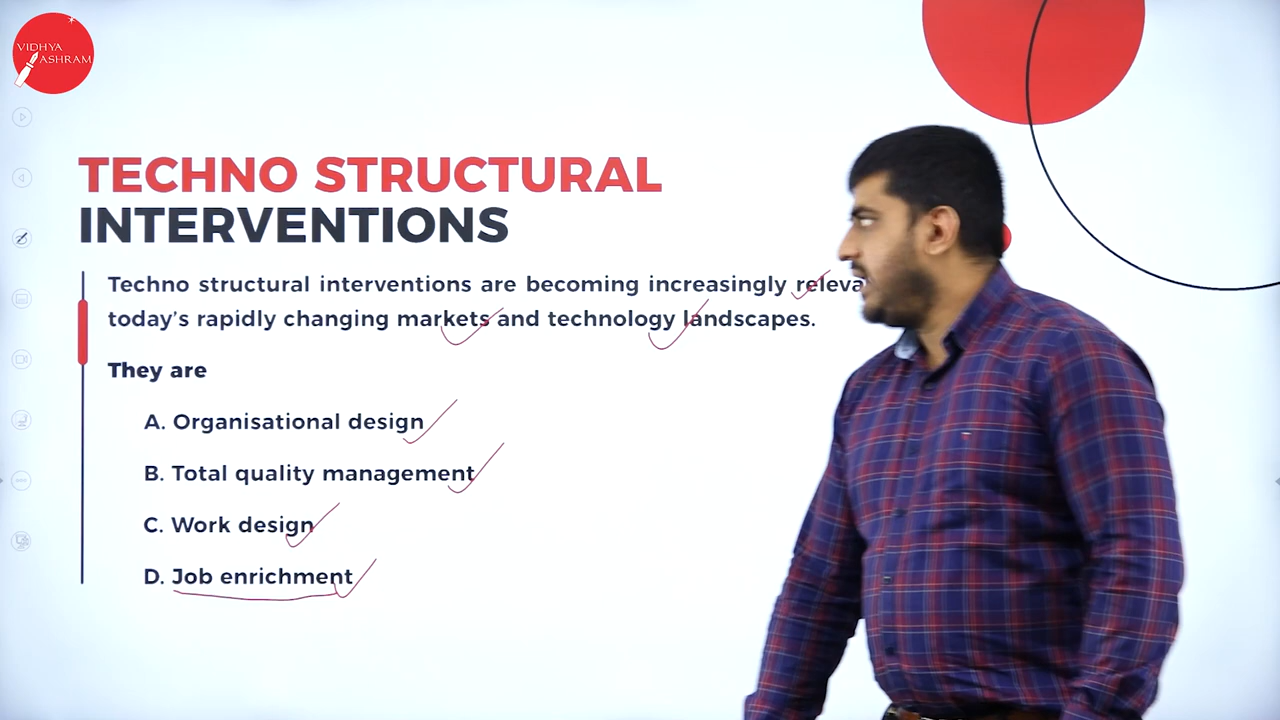 VIDHYA
ASHRAM
TECHNO STRUCTURAL
INTERVENTIONS
Techno structural interventions are becoming increasingly
today's rapidly changing markets and technology landscapes.
They are
A. Organisational design
B. Total quality management
C. Work design
D. Job enrichment